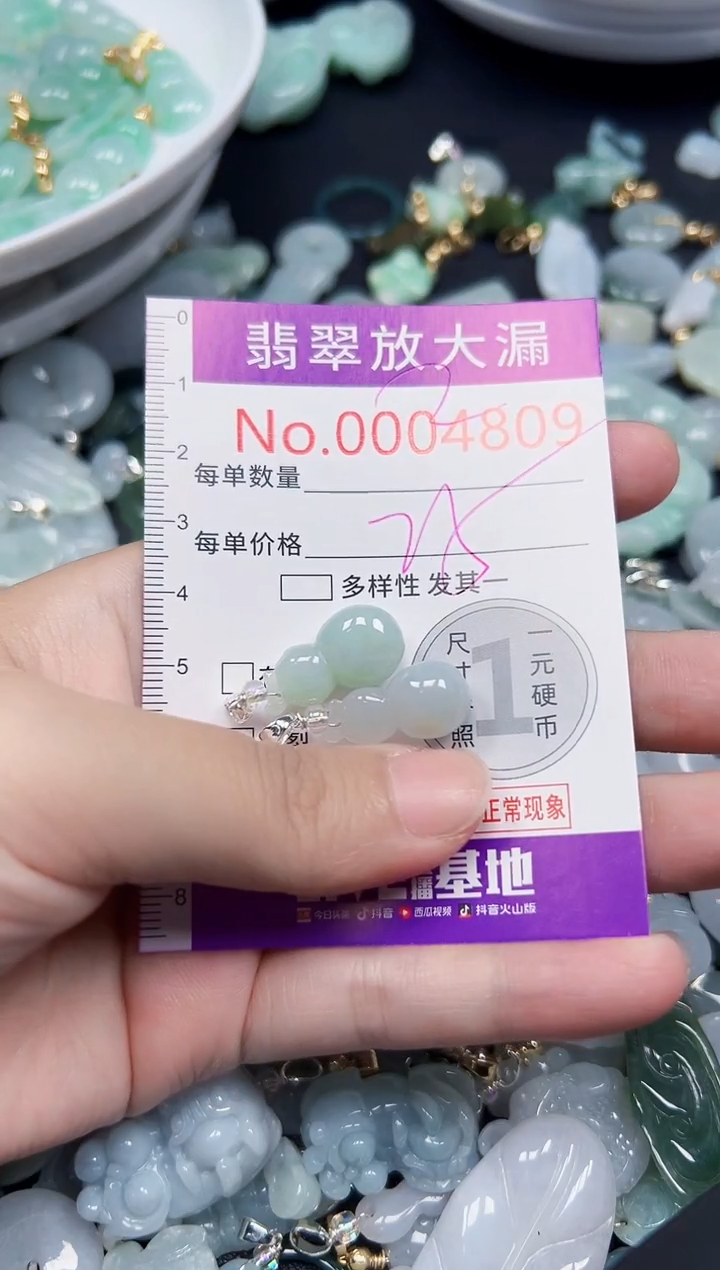 0
翡翠放大漏
1
No.0004809
2
每单数量
2
3
每单价格
4
多样性 发其一
5
尺寸
照
1
一元硬币
裂
正常现象
8
播基地
今日头条 抖音 西瓜视频 抖音火山版